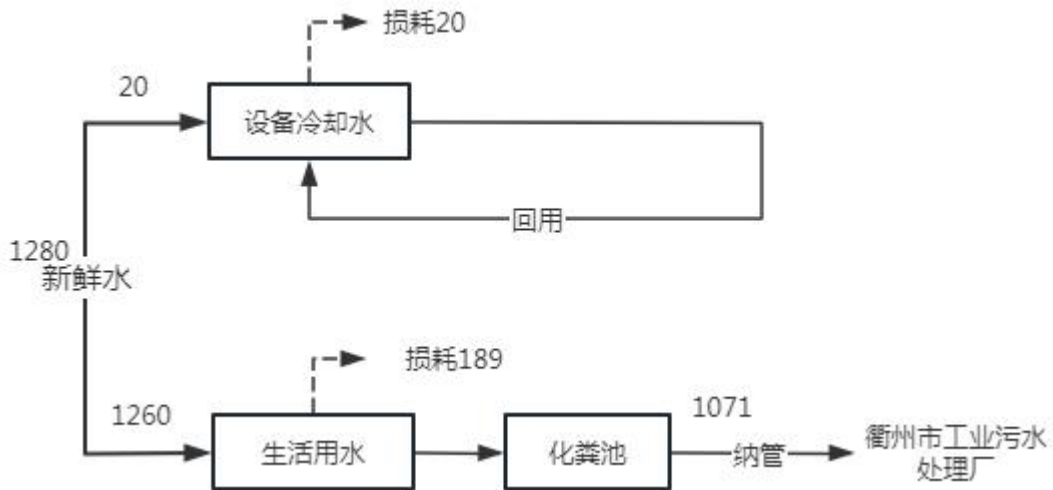 损耗20
20
设备冷却水
回用
1280
新鲜水
损耗189
1260
生活用水
化粪池
1071
纳管
衢州市工业污水
处理厂